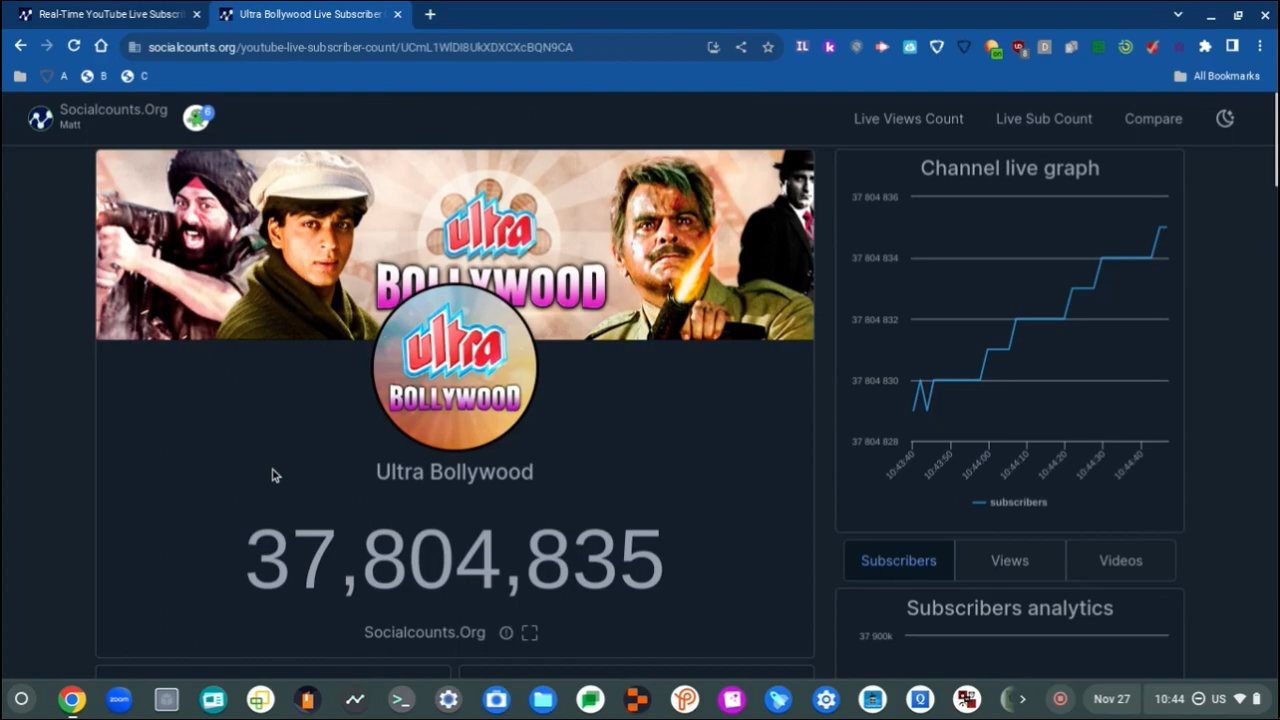 Real-Time YouTube Live Subscri
Ultra Bollywood Live Subscriber
socialcounts.org/youtube-live-subscriber-count/UCmL1WlDI8UkXDXCXcBQN9CA
A
B
C
All Bookmarks
Socialcounts.Org
Matt
6
Live Views Count
Live Sub Count
Compare
ultra
BOLLYWOOD
ultra
BOLLYWOOD
Ultra Bollywood
37,804,835
Socialcounts.Org
Channel live graph
37 804 836
37 804 834
37 804 832
37 804 830
37 804 828
10:43:40
10:43:50
10:44:00
10:44:10
10:44:20
10:44:30
10:44:40
subscribers
Subscribers
Views
Videos
Subscribers analytics
37 900k
zoom
Nov 27
10:44
US